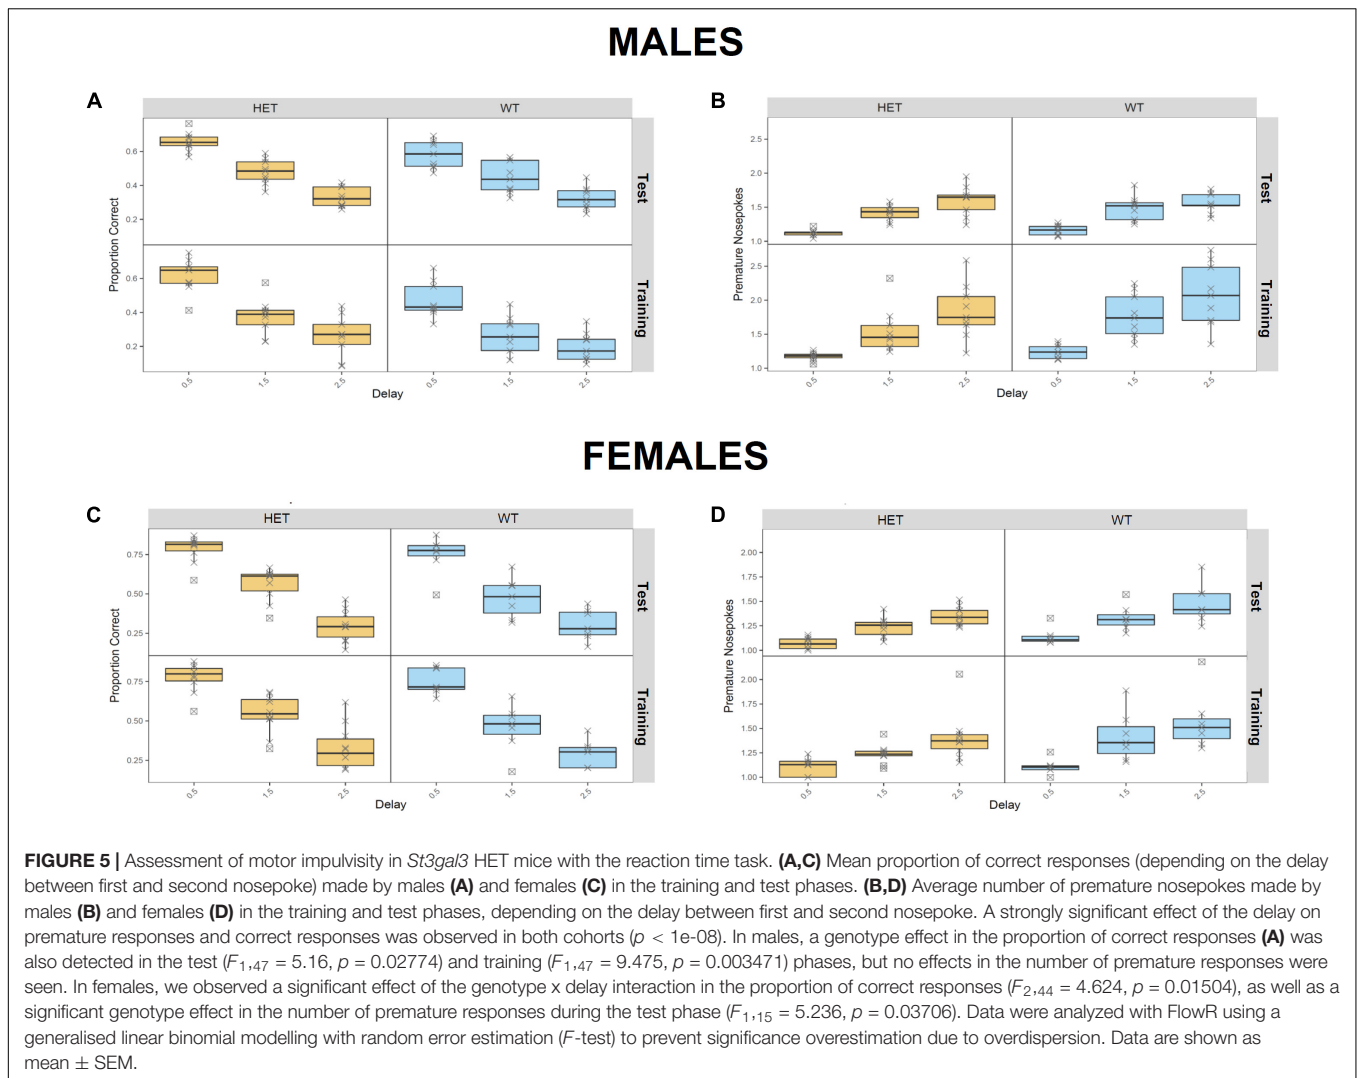 MALES
A
HET
WT
Proportion Correct
0.6
0.4
0.2
Test
0.6
0.4
0.2
Training
0.5
1.5
2.5
0.5
1.5
2.5
Delay
B
HET
WT
Premature Nosepokes
2.5
2.0
1.5
1.0
Test
2.5
2.0
1.5
1.0
Training
0.5
1.5
2.5
0.5
1.5
2.5
Delay
FEMALES
C
HET
WT
Proportion Correct
0.75
0.50
0.25
Test
0.75
0.50
0.25
Training
0.5
1.5
2.5
0.5
1.5
2.5
Delay
D
HET
WT
Premature Nosepokes
2.00
1.75
1.50
1.25
1.00
Test
2.00
1.75
1.50
1.25
1.00
Training
0.5
1.5
2.5
0.5
1.5
2.5
Delay
FIGURE 5 | Assessment of motor impulvisity in St3gal3 HET mice with the reaction time task. (A,C) Mean proportion of correct responses (depending on the delay
between first and second nosepoke) made by males (A) and females (C) in the training and test phases. (B,D) Average number of premature nosepokes made by
males (B) and females (D) in the training and test phases, depending on the delay between first and second nosepoke. A strongly significant effect of the delay on
premature responses and correct responses was observed in both cohorts (p < 1e-08). In males, a genotype effect in the proportion of correct responses (A) was
also detected in the test (F1,47 = 5.16, p = 0.02774) and training (F1,47 = 9.475, p = 0.003471) phases, but no effects in the number of premature responses were
seen. In females, we observed a significant effect of the genotype x delay interaction in the proportion of correct responses (F2,44 = 4.624, p = 0.01504), as well as a
significant genotype effect in the number of premature responses during the test phase (F1,15 = 5.236, p = 0.03706). Data were analyzed with FlowR using a
generalised linear binomial modelling with random error estimation (F-test) to prevent significance overestimation due to overdispersion. Data are shown as
mean ± SEM.